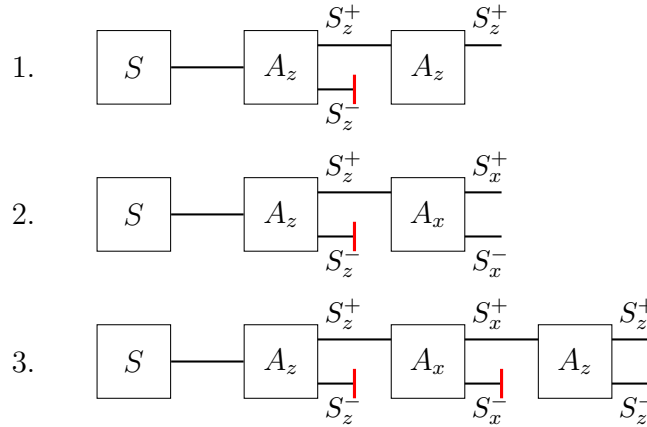 S_z^+ S_z^+
1. S A_z A_z
S_z^-
S_z^+ S_x^+
2. S A_z A_x
S_z^- S_x^-
S_z^+ S_x^+ S_z^+
3. S A_z A_x A_z
S_z^- S_x^- S_z^-